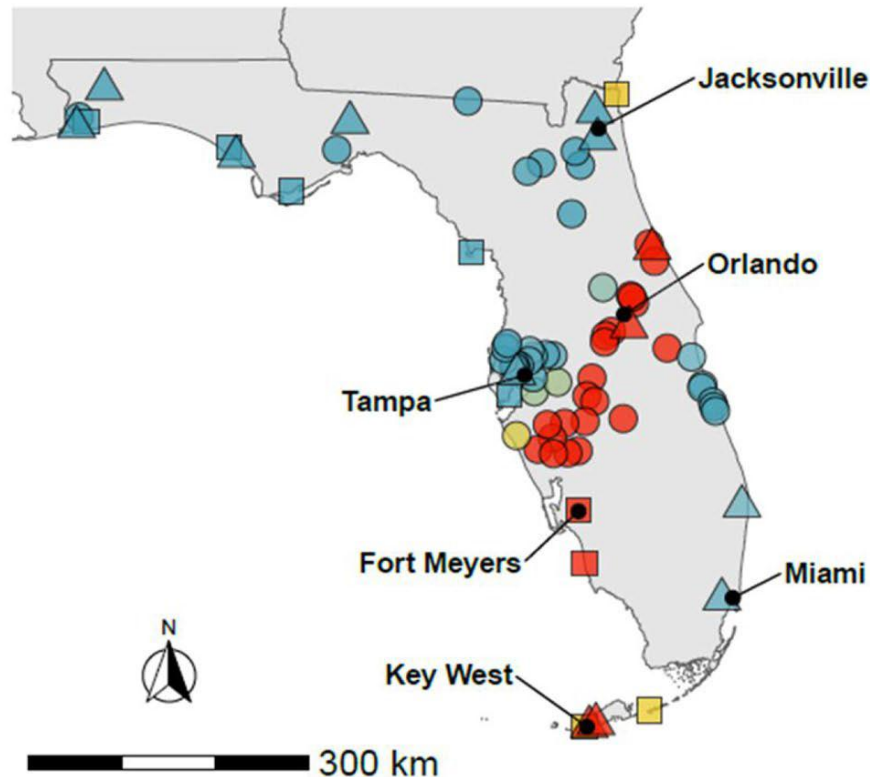 Jacksonville
Orlando
Tampa
Fort Meyers
Miami
N
Key West
300 km